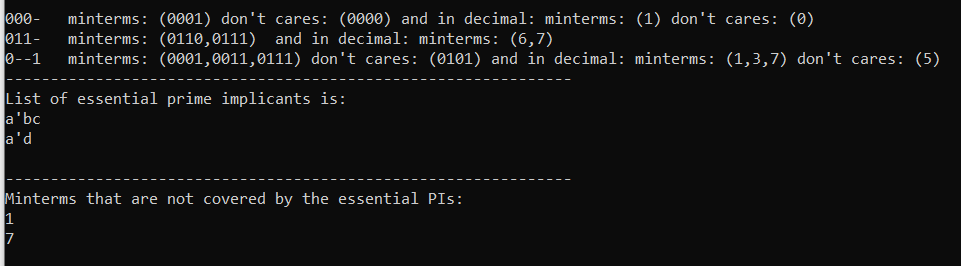 000-   minterms: (0001) don't cares: (0000) and in decimal: minterms: (1) don't cares: (0)
011-   minterms: (0110,0111)  and in decimal: minterms: (6,7)
0--1   minterms: (0001,0011,0111) don't cares: (0101) and in decimal: minterms: (1,3,7) don't cares: (5)
---------------------------------------------------------------
List of essential prime implicants is:
a'bc
a'd
---------------------------------------------------------------
Minterms that are not covered by the essential PIs:
1
7